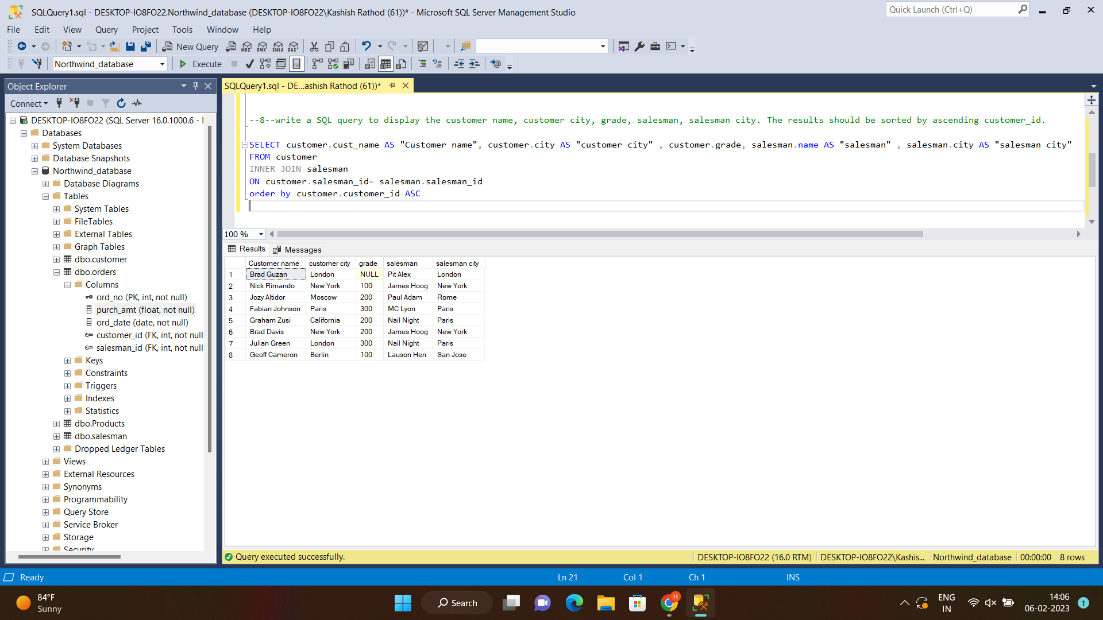 SQLQuery1.sql - DESKTOP-IO8FO22.Northwind_database (DESKTOP-IO8FO22\Kashish Rathod (61))* - Microsoft SQL Server Management Studio
Quick Launch (Ctrl+Q)
File Edit View Query Project Tools Window Help
New Query
Northwind_database Execute
Object Explorer
Connect
DESKTOP-IO8FO22 (SQL Server 16.0.1000.6 -
Databases
System Databases
Database Snapshots
Northwind_database
Database Diagrams
Tables
System Tables
FileTables
External Tables
Graph Tables
dbo.customer
dbo.orders
Columns
ord_no (PK, int, not null)
purch_amt (float, not null)
ord_date (date, not null)
customer_id (FK, int, not null
salesman_id (FK, int, not null
Keys
Constraints
Triggers
Indexes
Statistics
dbo.Products
dbo.salesman
Dropped Ledger Tables
Views
External Resources
Synonyms
Programmability
Query Store
Service Broker
Storage
Security
SQLQuery1.sql - DE...ashish Rathod (61))*
--8--write a SQL query to display the customer name, customer city, grade, salesman, salesman city. The results should be sorted by ascending customer_id.
SELECT customer.cust_name AS "Customer name", customer.city AS "customer city" , customer.grade, salesman.name AS "salesman" , salesman.city AS "salesman city"
FROM customer
INNER JOIN salesman
ON customer.salesman_id= salesman.salesman_id
order by customer.customer_id ASC
100 %
Results Messages
Customer name customer city grade salesman salesman city
1 Brad Guzan London NULL Pit Alex London
2 Nick Rimando New York 100 James Hoog New York
3 Jozy Altidor Moscow 200 Paul Adam Rome
4 Fabian Johnson Paris 300 MC Lyon Paris
5 Graham Zusi California 200 Nail Night Paris
6 Brad Davis New York 200 James Hoog New York
7 Julian Green London 300 Nail Night Paris
8 Geoff Cameron Berlin 100 Lauson Hen San Jose
Query executed successfully. DESKTOP-IO8FO22 (16.0 RTM) DESKTOP-IO8FO22\Kashis... Northwind_database 00:00:00 8 rows
Ready Ln 21 Col 1 Ch 1 INS
84°F
Sunny
Search
ENG
IN
14:06
06-02-2023
1